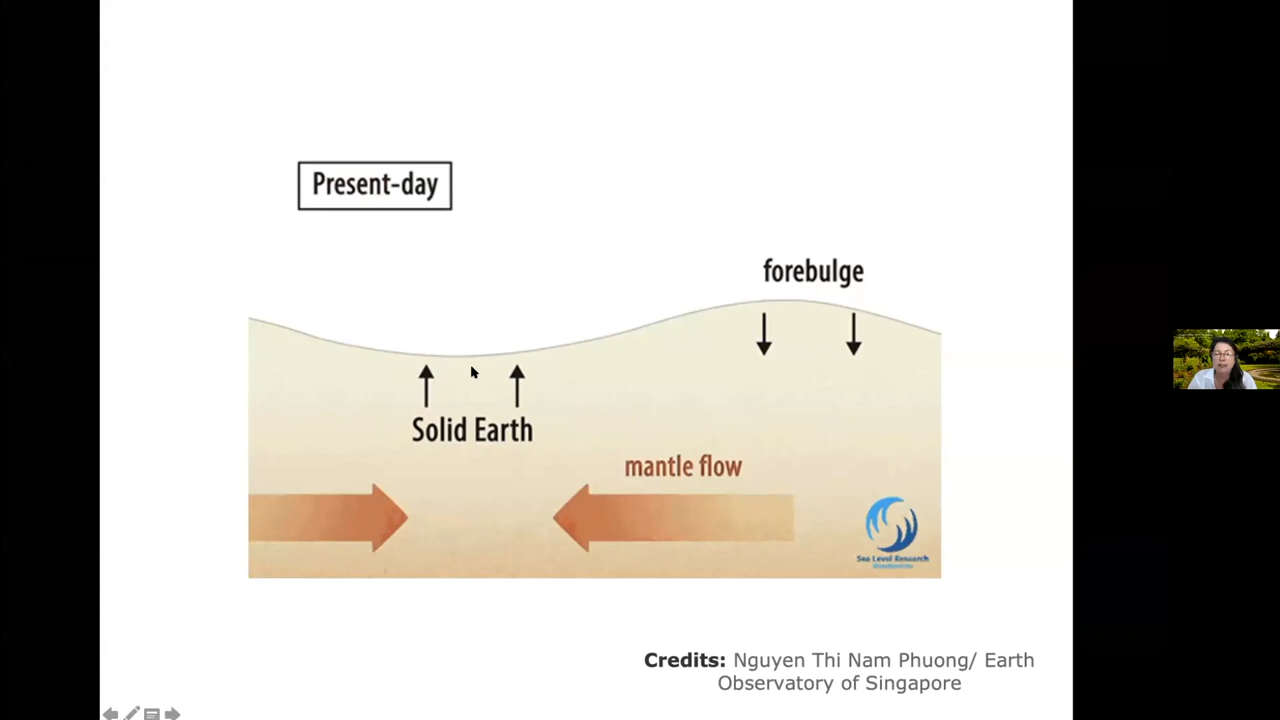 Present-day
forebulge
Solid Earth
mantle flow
Sea Level Research
Credits: Nguyen Thi Nam Phuong/ Earth
Observatory of Singapore